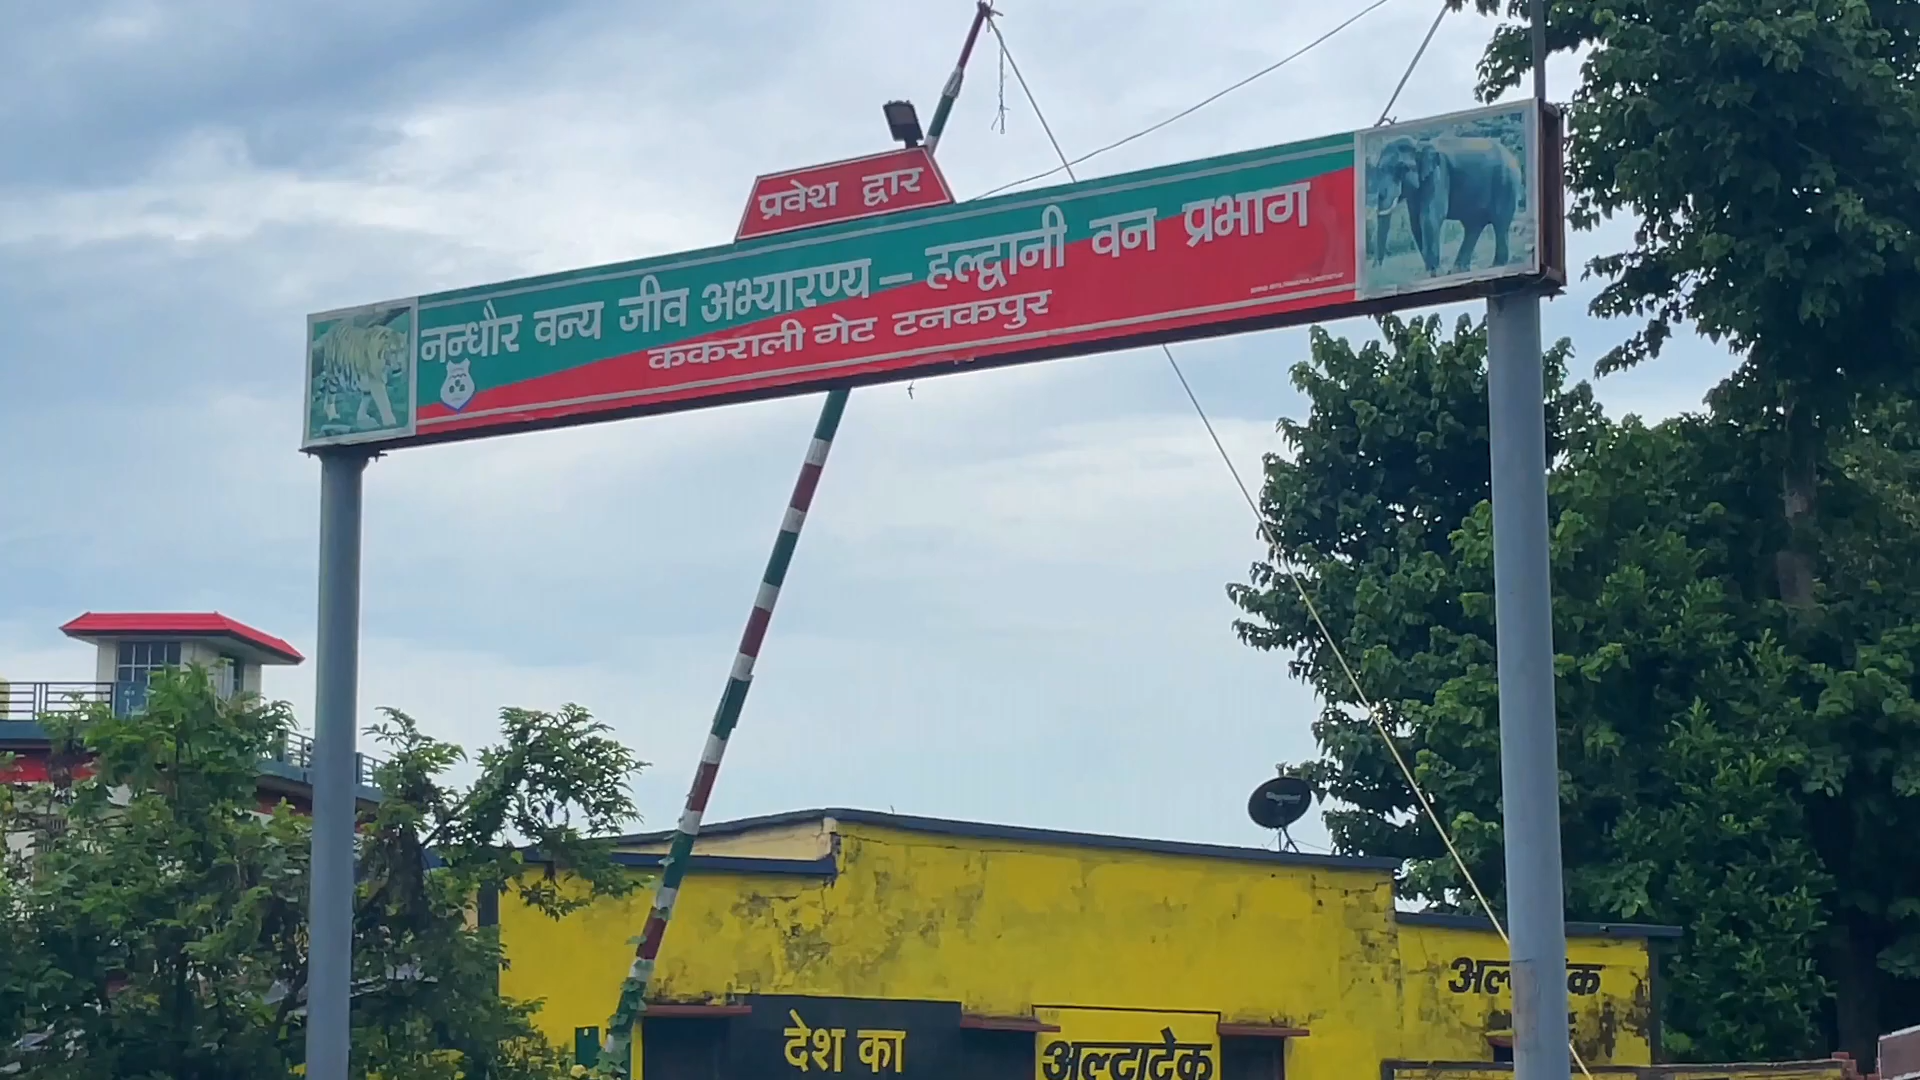 प्रवेश द्वार
नन्धौर वन्य जीव अभ्यारण्य – हल्द्वानी वन प्रभाग
ककराली गेट टनकपुर
देश का
अल्ट्राटेक